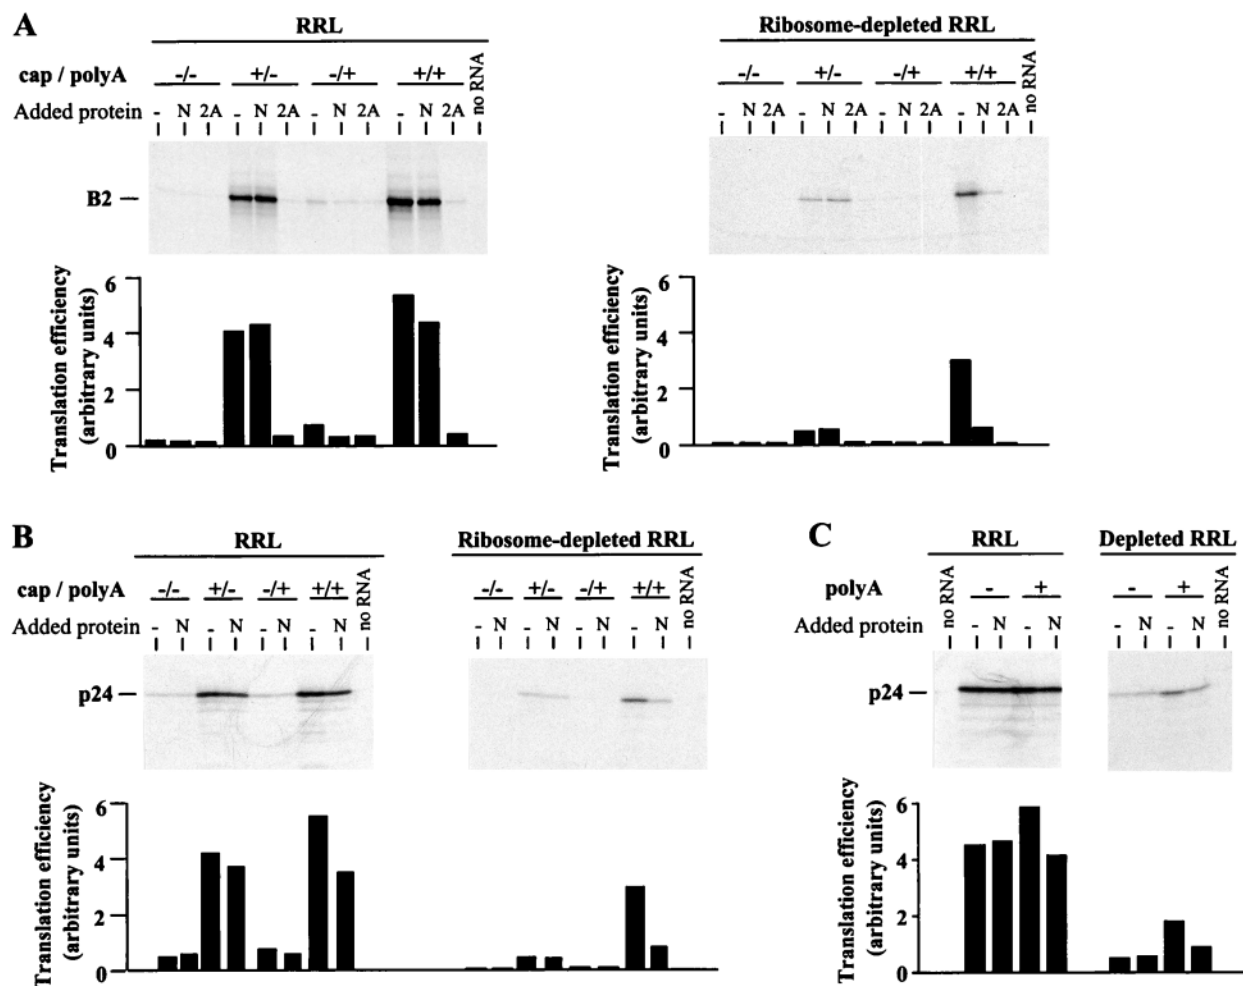 A
RRL
Ribosome-depleted RRL
cap / polyA -/- +/- -/+ +/+ no RNA
-/- +/- -/+ +/+ no RNA
Added protein - N 2A - N 2A - N 2A - N 2A
- N 2A - N 2A - N 2A - N 2A
B2
Translation efficiency
(arbitrary units)
6
4
2
0
Translation efficiency
(arbitrary units)
6
4
2
0
B
RRL
Ribosome-depleted RRL
cap / polyA -/- +/- -/+ +/+ no RNA
-/- +/- -/+ +/+ no RNA
Added protein - N - N - N - N
- N - N - N - N
p24
Translation efficiency
(arbitrary units)
6
4
2
0
C
RRL
Depleted RRL
polyA no RNA - +
- + no RNA
Added protein - N - N
- N - N
p24
Translation efficiency
(arbitrary units)
6
4
2
0